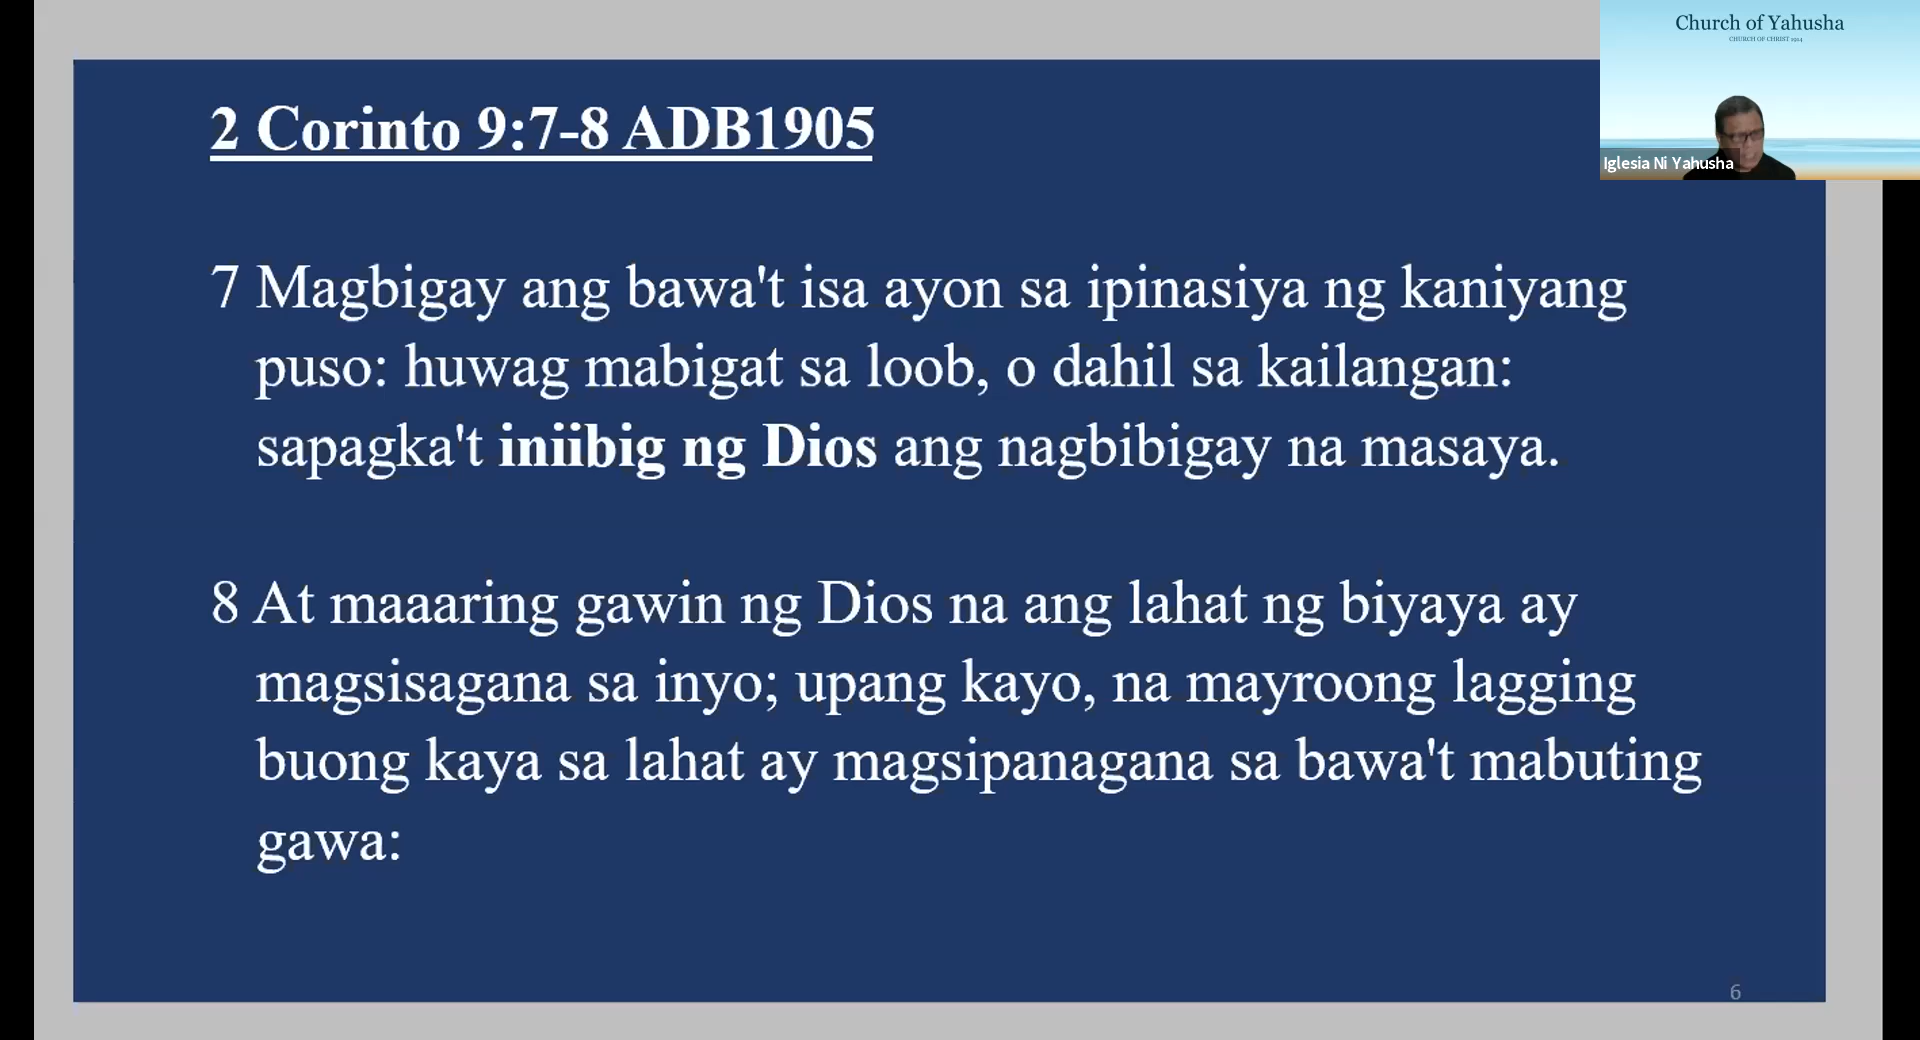 Church of Yahusha
CHURCH OF CHRIST 1914
Iglesia Ni Yahusha
2 Corinto 9:7-8 ADB1905
7 Magbigay ang bawa't isa ayon sa ipinasiya ng kaniyang
puso: huwag mabigat sa loob, o dahil sa kailangan:
sapagka't iniibig ng Dios ang nagbibigay na masaya.
8 At maaaring gawin ng Dios na ang lahat ng biyaya ay
magsisagana sa inyo; upang kayo, na mayroong lagging
buong kaya sa lahat ay magsipanagana sa bawa't mabuting
gawa:
6